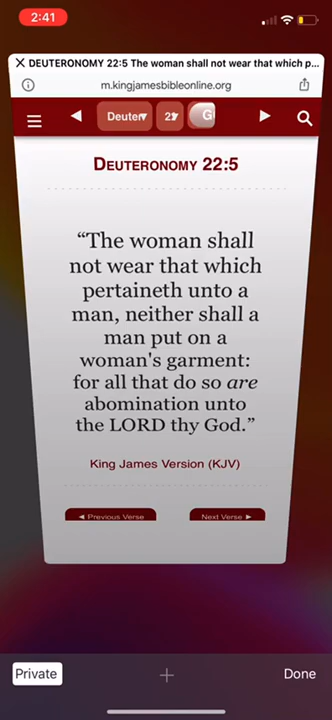 2:41
DEUTERONOMY 22:5 The woman shall not wear that which p...
m.kingjamesbibleonline.org
Deuter
DEUTERONOMY 22:5
“The woman shall
not wear that which
pertaineth unto a
man, neither shall a
man put on a
woman's garment:
for all that do so are
abomination unto
the LORD thy God.”
King James Version (KJV)
◄ Previous Verse Next Verse ►
Private + Done